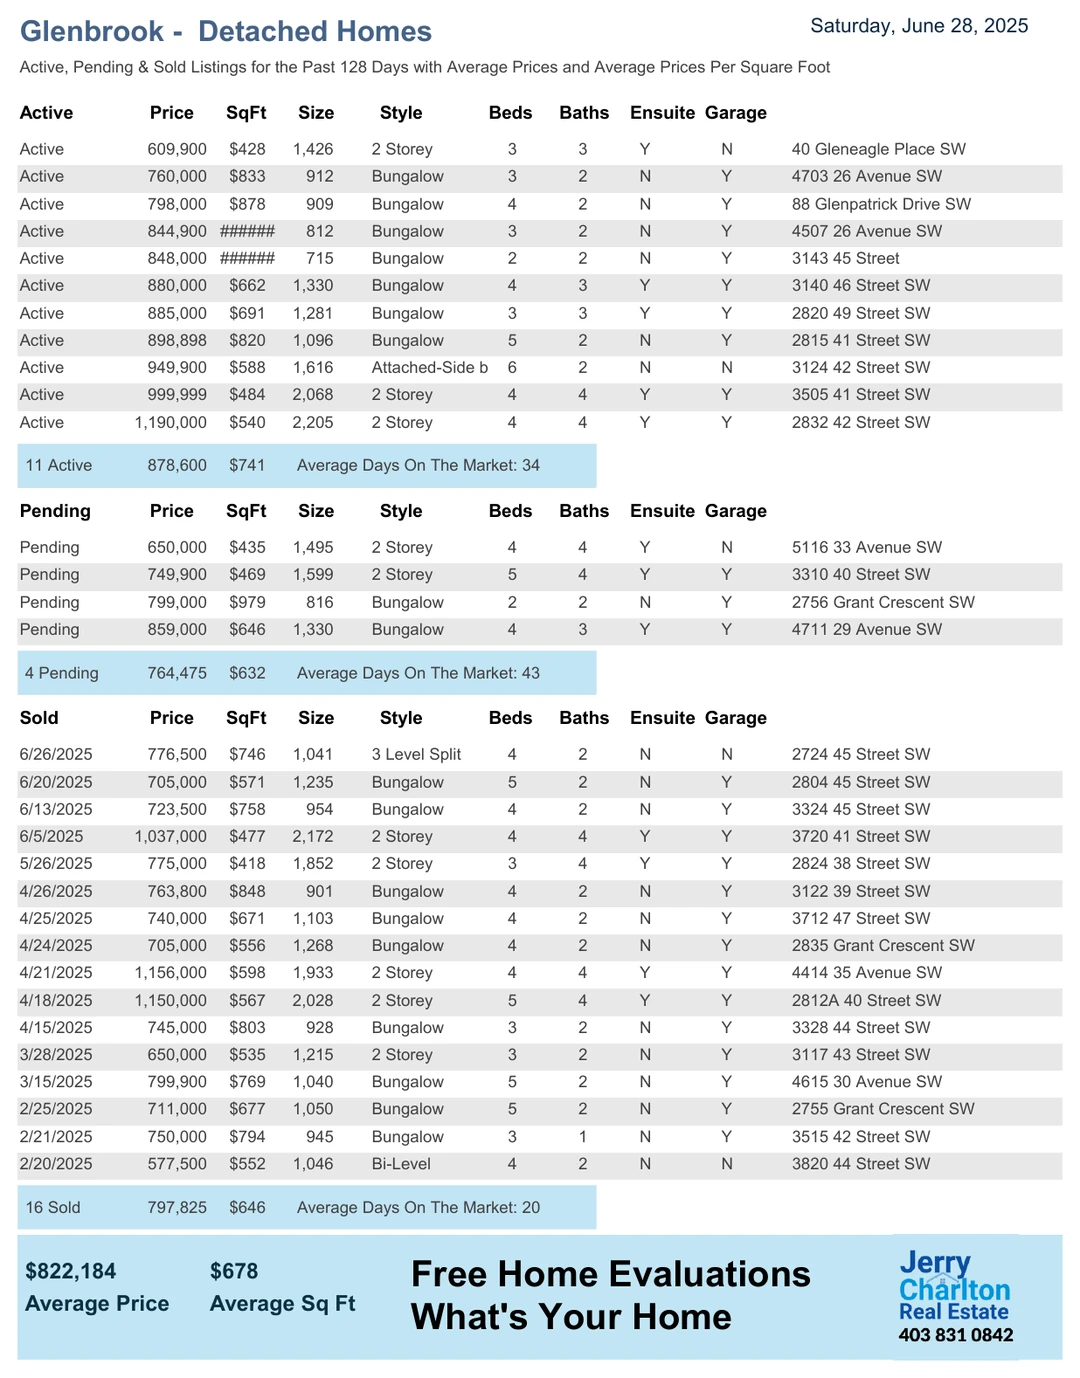 Glenbrook -  Detached Homes
Saturday, June 28, 2025
Active, Pending & Sold Listings for the Past 128 Days with Average Prices and Average Prices Per Square Foot
Active Price SqFt Size Style Beds Baths Ensuite Garage
Active 609,900 $428 1,426 2 Storey 3 3 Y N 40 Gleneagle Place SW
Active 760,000 $833 912 Bungalow 3 2 N Y 4703 26 Avenue SW
Active 798,000 $878 909 Bungalow 4 2 N Y 88 Glenpatrick Drive SW
Active 844,900 ###### 812 Bungalow 3 2 N Y 4507 26 Avenue SW
Active 848,000 ###### 715 Bungalow 2 2 N Y 3143 45 Street
Active 880,000 $662 1,330 Bungalow 4 3 Y Y 3140 46 Street SW
Active 885,000 $691 1,281 Bungalow 3 3 Y Y 2820 49 Street SW
Active 898,898 $820 1,096 Bungalow 5 2 N Y 2815 41 Street SW
Active 949,900 $588 1,616 Attached-Side b 6 2 N N 3124 42 Street SW
Active 999,999 $484 2,068 2 Storey 4 4 Y Y 3505 41 Street SW
Active 1,190,000 $540 2,205 2 Storey 4 4 Y Y 2832 42 Street SW
11 Active 878,600 $741 Average Days On The Market: 34
Pending Price SqFt Size Style Beds Baths Ensuite Garage
Pending 650,000 $435 1,495 2 Storey 4 4 Y N 5116 33 Avenue SW
Pending 749,900 $469 1,599 2 Storey 5 4 Y Y 3310 40 Street SW
Pending 799,000 $979 816 Bungalow 2 2 N Y 2756 Grant Crescent SW
Pending 859,000 $646 1,330 Bungalow 4 3 Y Y 4711 29 Avenue SW
4 Pending 764,475 $632 Average Days On The Market: 43
Sold Price SqFt Size Style Beds Baths Ensuite Garage
6/26/2025 776,500 $746 1,041 3 Level Split 4 2 N N 2724 45 Street SW
6/20/2025 705,000 $571 1,235 Bungalow 5 2 N Y 2804 45 Street SW
6/13/2025 723,500 $758 954 Bungalow 4 2 N Y 3324 45 Street SW
6/5/2025 1,037,000 $477 2,172 2 Storey 4 4 Y Y 3720 41 Street SW
5/26/2025 775,000 $418 1,852 2 Storey 3 4 Y Y 2824 38 Street SW
4/26/2025 763,800 $848 901 Bungalow 4 2 N Y 3122 39 Street SW
4/25/2025 740,000 $671 1,103 Bungalow 4 2 N Y 3712 47 Street SW
4/24/2025 705,000 $556 1,268 Bungalow 4 2 N Y 2835 Grant Crescent SW
4/21/2025 1,156,000 $598 1,933 2 Storey 4 4 Y Y 4414 35 Avenue SW
4/18/2025 1,150,000 $567 2,028 2 Storey 5 4 Y Y 2812A 40 Street SW
4/15/2025 745,000 $803 928 Bungalow 3 2 N Y 3328 44 Street SW
3/28/2025 650,000 $535 1,215 2 Storey 3 2 N Y 3117 43 Street SW
3/15/2025 799,900 $769 1,040 Bungalow 5 2 N Y 4615 30 Avenue SW
2/25/2025 711,000 $677 1,050 Bungalow 5 2 N Y 2755 Grant Crescent SW
2/21/2025 750,000 $794 945 Bungalow 3 1 N Y 3515 42 Street SW
2/20/2025 577,500 $552 1,046 Bi-Level 4 2 N N 3820 44 Street SW
16 Sold 797,825 $646 Average Days On The Market: 20
$822,184 $678
Average Price Average Sq Ft
Free Home Evaluations
What's Your Home
Jerry
Charlton
Real Estate
403 831 0842